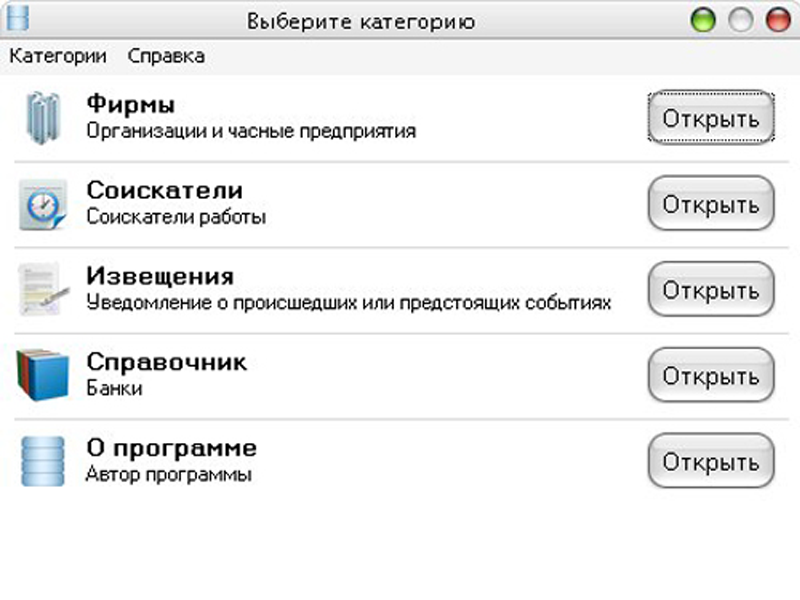 Выберите категорию
Категории Справка
Фирмы
Организации и часные предприятия
Открыть
Соискатели
Соискатели работы
Открыть
Извещения
Уведомление о происшедших или предстоящих событиях
Открыть
Справочник
Банки
Открыть
О программе
Автор программы
Открыть